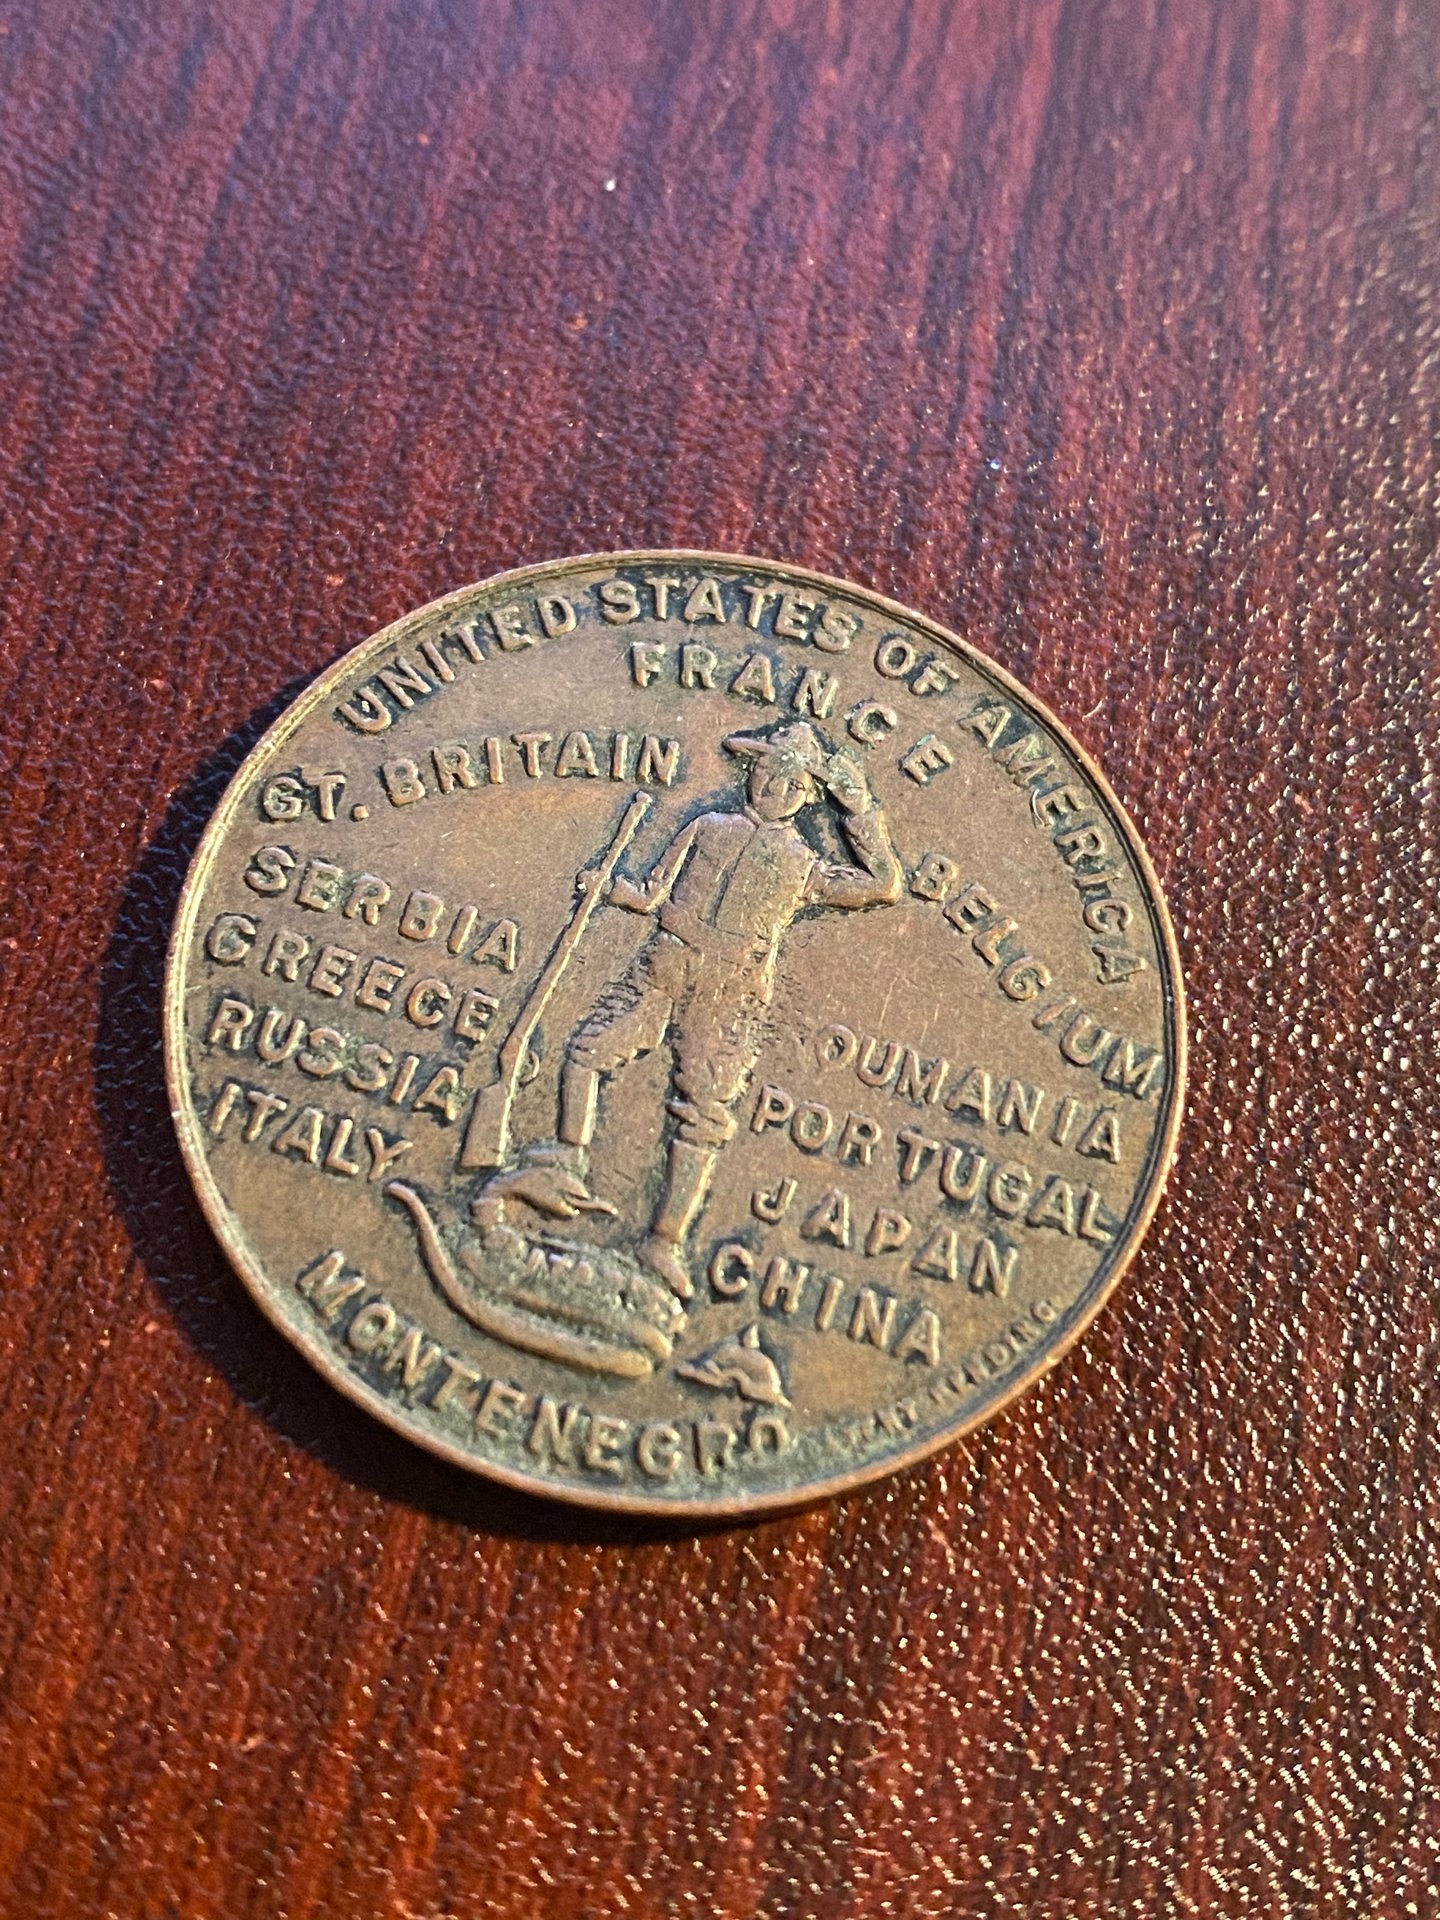 UNITED STATES OF AMERICA
FRANCE
GT. BRITAIN
BELGIUM
SERBIA
GREECE
RUSSIA
ITALY
OUMANIA
PORTUGAL
JAPAN
CHINA
MONTENEGRO